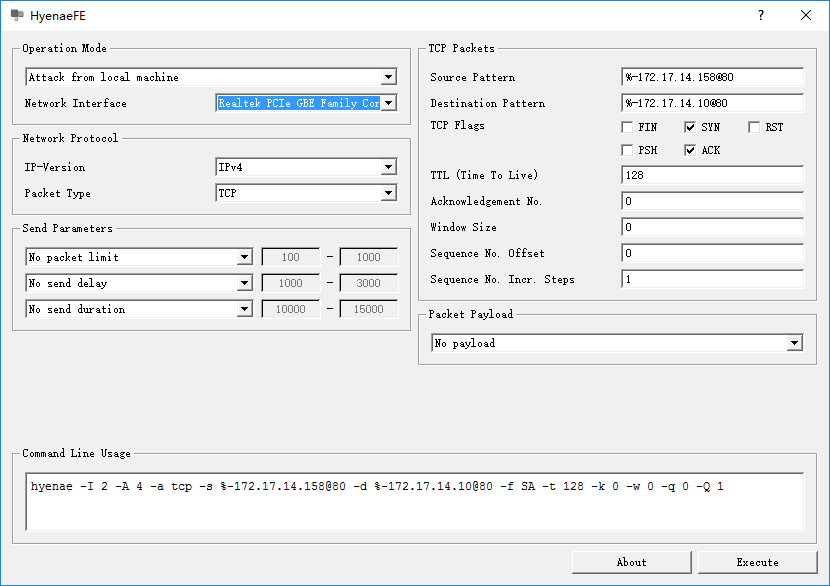 HyenaeFE ?
Operation Mode
Attack from local machine
Network Interface Realtek PCIe GBE Family Con
Network Protocol
IP-Version IPv4
Packet Type TCP
Send Parameters
No packet limit 100 - 1000
No send delay 1000 - 3000
No send duration 10000 - 15000
TCP Packets
Source Pattern %-172.17.14.158@80
Destination Pattern %-172.17.14.10@80
TCP Flags FIN SYN RST
PSH ACK
TTL (Time To Live) 128
Acknowledgement No. 0
Window Size 0
Sequence No. Offset 0
Sequence No. Incr. Steps 1
Packet Payload
No payload
Command Line Usage
hyenae -I 2 -A 4 -a tcp -s %-172.17.14.158@80 -d %-172.17.14.10@80 -f SA -t 128 -k 0 -w 0 -q 0 -Q 1
About Execute